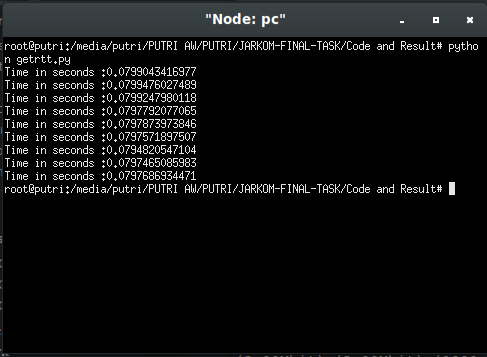 "Node: pc"
root@putri:/media/putri/PUTRI AW/PUTRI/JARKOM-FINAL-TASK/Code and Result# pytho
n getrtt.py
Time in seconds :0.0799043416977
Time in seconds :0.0799476027489
Time in seconds :0.0799247980118
Time in seconds :0.0797792077065
Time in seconds :0.0797873973846
Time in seconds :0.0797571897507
Time in seconds :0.0794820547104
Time in seconds :0.0797465085983
Time in seconds :0.0797686934471
root@putri:/media/putri/PUTRI AW/PUTRI/JARKOM-FINAL-TASK/Code and Result#